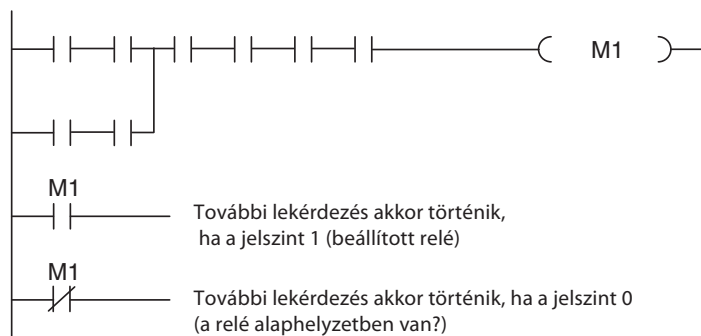 M1
M1
További lekérdezés akkor történik,
ha a jelszint 1 (beállított relé)
M1
További lekérdezés akkor történik, ha a jelszint 0
(a relé alaphelyzetben van?)